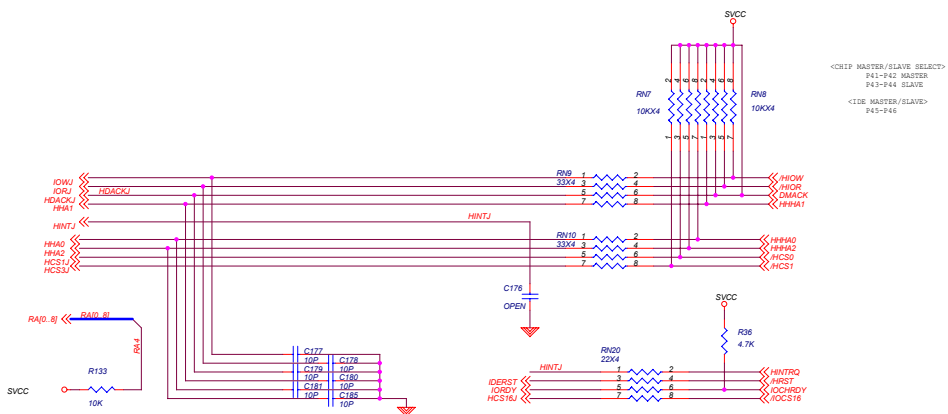 SVCC
<CHIP MASTER/SLAVE SELECT>
P41-P42 MASTER
P43-P44 SLAVE
<IDE MASTER/SLAVE>
P45-P46
2 4 6 8 2 4 6 8
RN7 RN8
10KX4 10KX4
1 3 5 7 1 3 5 7
IOWJ RN9 1 2 /HIOW
IORJ 33X4 3 4 /HIOR
HDACKJ HDACKJ 5 6 DMACK
HHA1 7 8 HHHA1
HINTJ HINTJ
HHA0 RN10 1 2 HHHA0
HHA2 33X4 3 4 HHHA2
HCS1J 5 6 /HCS0
HCS3J 7 8 /HCS1
C176
OPEN
SVCC
RA[0..8] RA[0..8]
RA4
R36
4.7K
C177
10P C178
C179 10P
10P C180
C181 10P
10P C185
10P
R133
SVCC
10K
RN20
22X4
HINTJ 1 2 HINTRQ
IDERST 3 4 /HRST
IORDY 5 6 IOCHRDY
HCS16J 7 8 /IOCS16